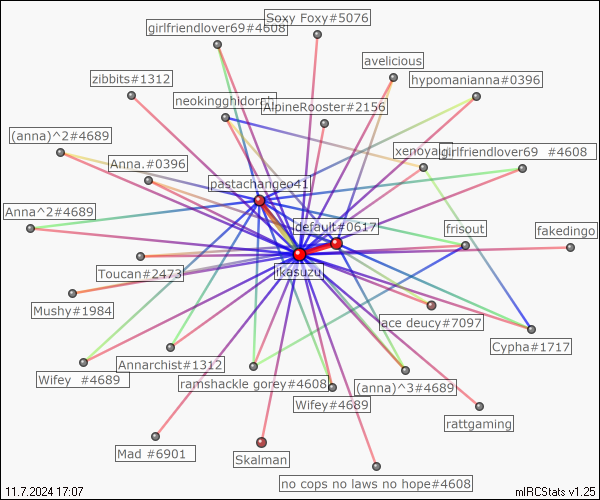 Soxy Foxy#5076
girlfriendlover69#4608
avelicious
zibbits#1312
hypomanianna#0396
neokingghidorah
AlpineRooster#2156
(anna)^2#4689
xenoyag
girlfriendlover69 #4608
Anna.#0396
pastachangeo41
Anna^2#4689
default#0617
frisout
fakedingo
Toucan#2473
ikasuzu
Mushy#1984
ace deucy#7097
Cypha#1717
Annarchist#1312
Wifey #4689
ramshackle gorey#4608
(anna)^3#4689
Wifey#4689
rattgaming
Mad #6901
Skalman
no cops no laws no hope#4608
11.7.2024 17:07
mIRCStats v1.25